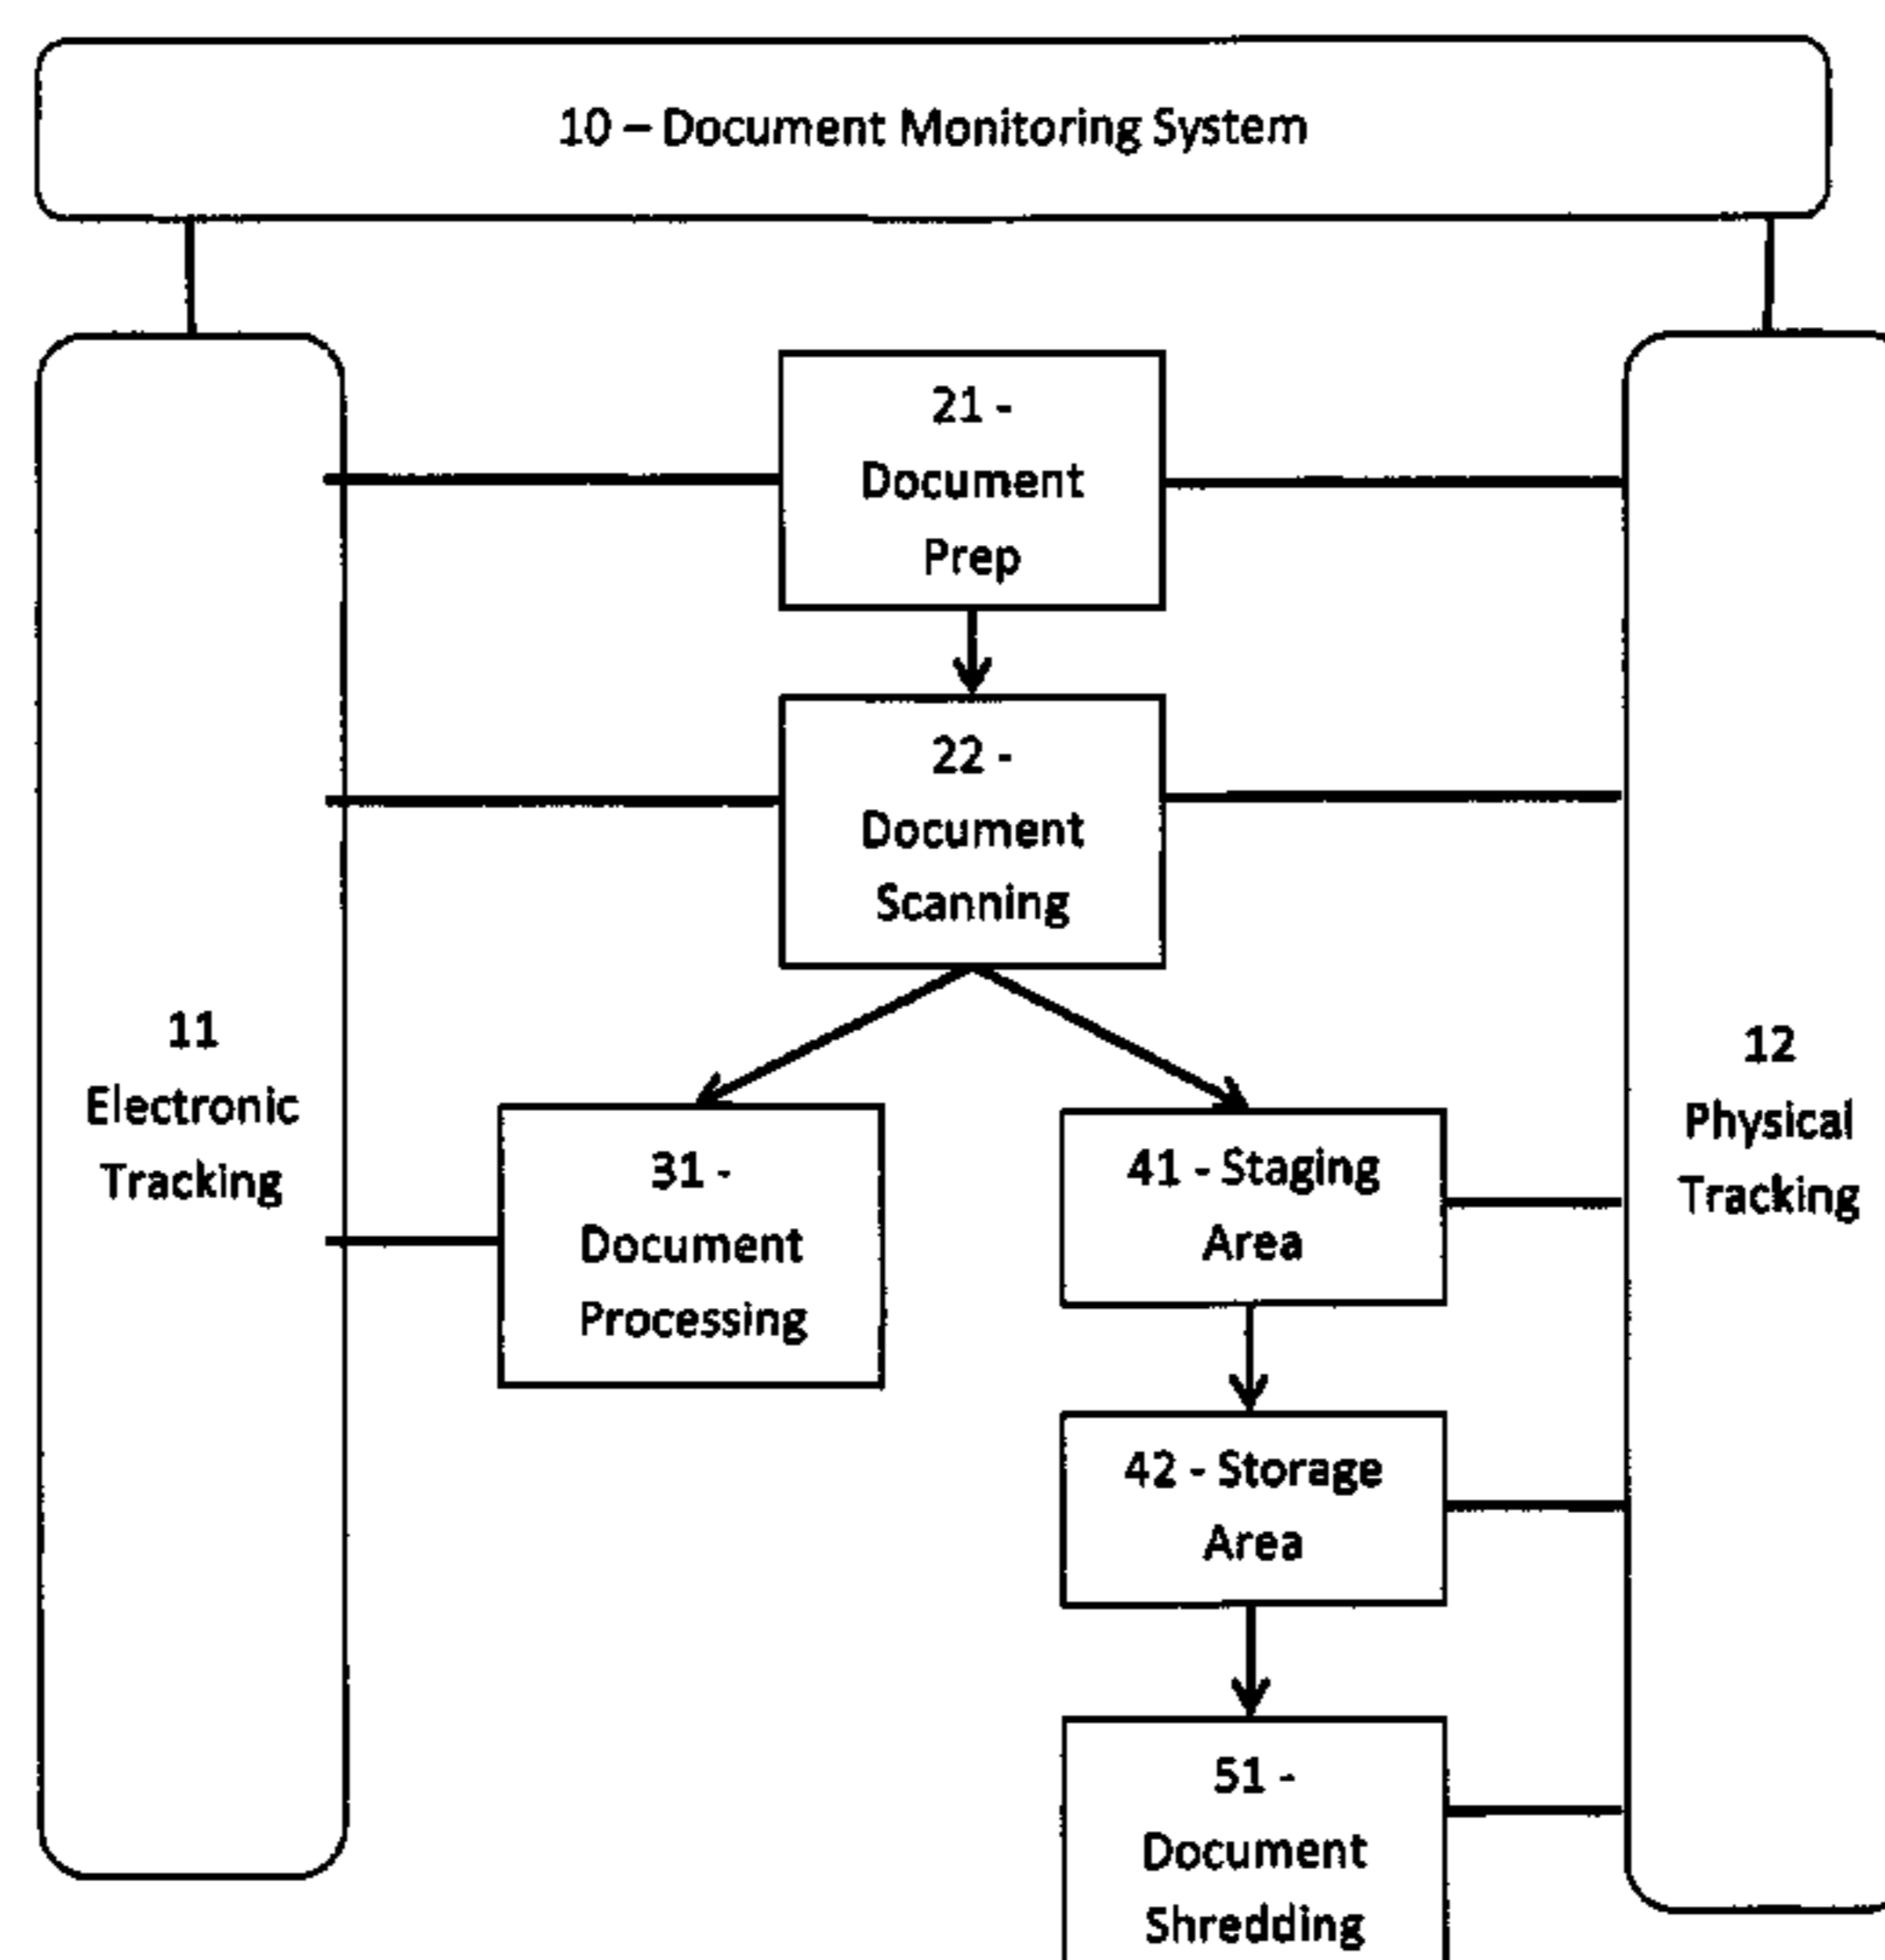 10 – Document Monitoring System
21 -
Document
Prep
22 -
Document
Scanning
11
Electronic
Tracking
12
Physical
Tracking
31 -
Document
Processing
41 - Staging
Area
42 - Storage
Area
51 -
Document
Shredding